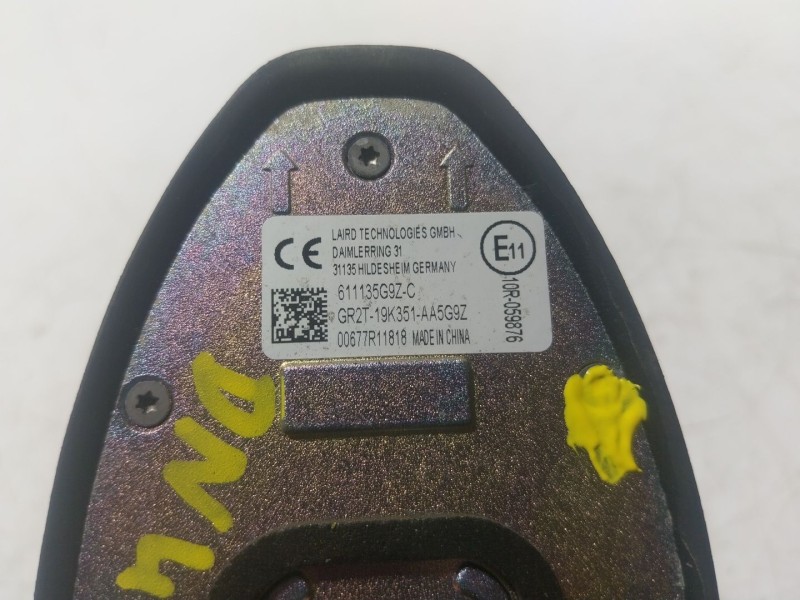 CE
LAIRD TECHNOLOGIES GMBH
DAIMLERRING 31
31135 HILDESHEIM GERMANY
611135G9Z-C
GR2T-19K351-AA5G9Z
00677R11818 MADE IN CHINA
E11
10R-059876
DNV